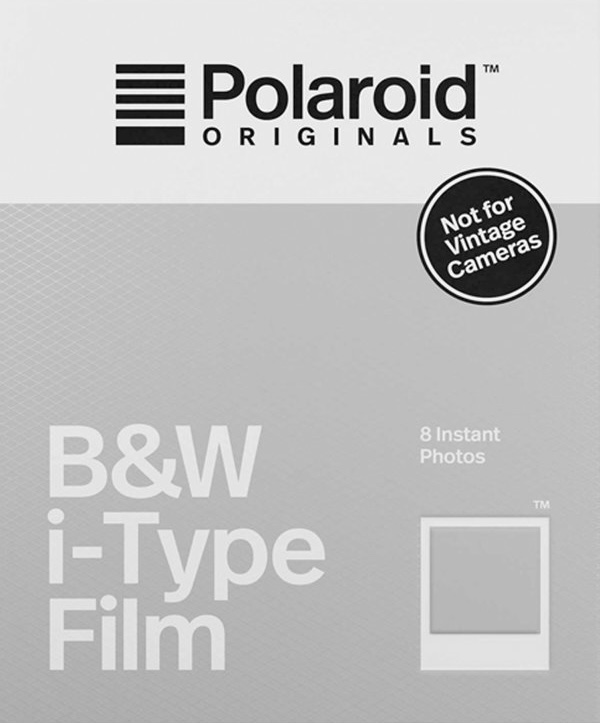 Polaroid™
ORIGINALS
Not for
Vintage
Cameras
B&W
i-Type
Film
8 Instant
Photos
™